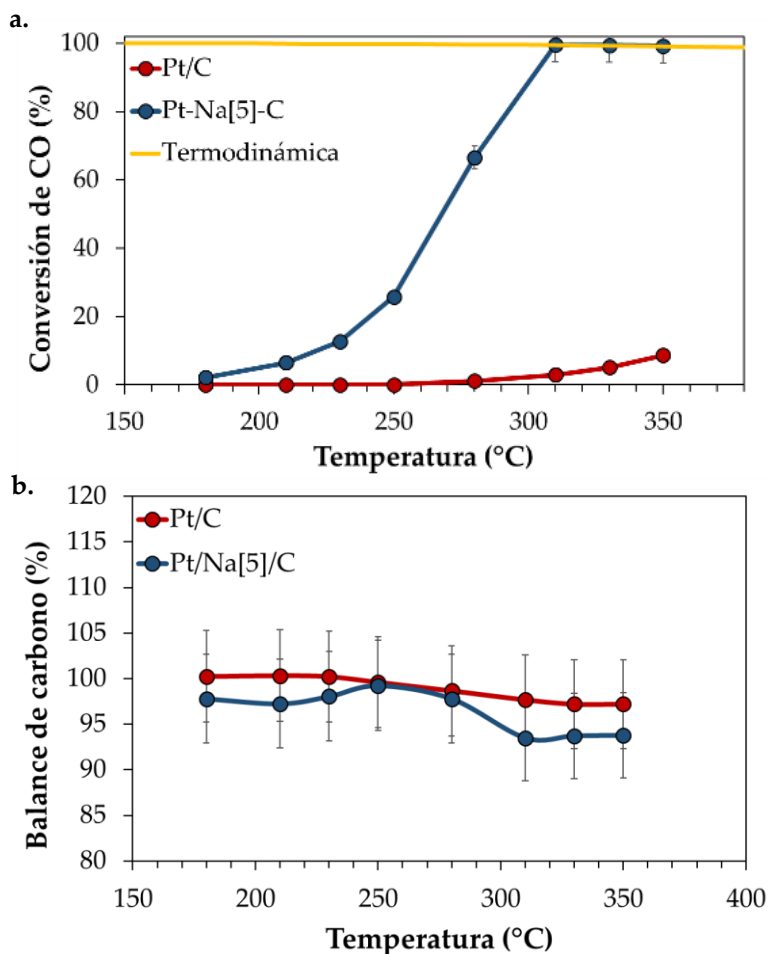 a.
100
80
60
40
20
0
Conversión de CO (%)
Pt/C
Pt-Na[5]-C
Termodinámica
150 200 250 300 350
Temperatura (°C)
b.
120
115
110
105
100
95
90
85
80
Balance de carbono (%)
Pt/C
Pt/Na[5]/C
150 200 250 300 350 400
Temperatura (°C)